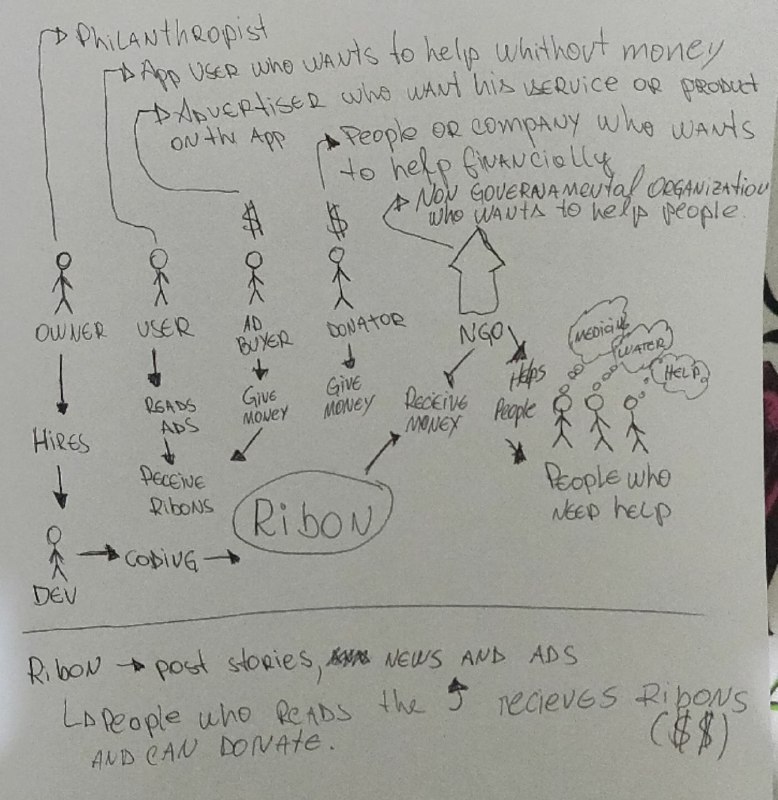 Philanthropist
App USER who wants to help whithout money
Advertiser who want his service or product
on the App
People or company who wants
to help financially
Non Governamental Organization
who wants to help people.
$
$
OWNER
USER
AD
BUYER
DONATOR
NGO
MEDICINE
WATER
HELP
HIRES
READS
ADS
GIVE
MONEY
GIVE
MONEY
RECEIVE
MONEY
Helps
People
RECEIVE
RIBONS
Ribon
People who
need help
DEV
CODING
Ribon → post stories, NEWS AND ADS
People who READS the recieves Ribons
($$)
AND CAN DONATE.